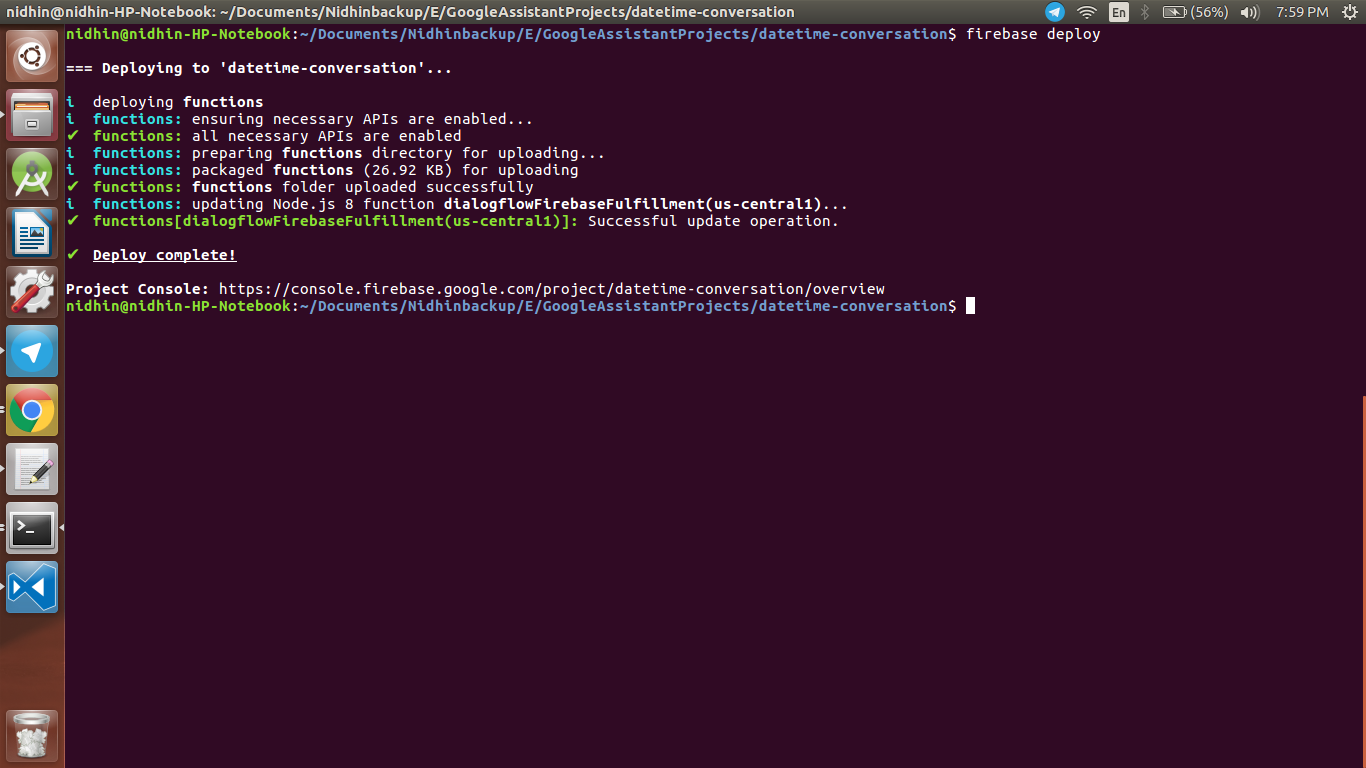 nidhin@nidhin-HP-Notebook: ~/Documents/Nidhinbackup/E/GoogleAssistantProjects/datetime-conversation En (56%) 7:59 PM
nidhin@nidhin-HP-Notebook:~/Documents/Nidhinbackup/E/GoogleAssistantProjects/datetime-conversation$ firebase deploy
=== Deploying to 'datetime-conversation'...
i  deploying functions
i  functions: ensuring necessary APIs are enabled...
✔  functions: all necessary APIs are enabled
i  functions: preparing functions directory for uploading...
i  functions: packaged functions (26.92 KB) for uploading
✔  functions: functions folder uploaded successfully
i  functions: updating Node.js 8 function dialogflowFirebaseFulfillment(us-central1)...
✔  functions[dialogflowFirebaseFulfillment(us-central1)]: Successful update operation.
✔  Deploy complete!
Project Console: https://console.firebase.google.com/project/datetime-conversation/overview
nidhin@nidhin-HP-Notebook:~/Documents/Nidhinbackup/E/GoogleAssistantProjects/datetime-conversation$